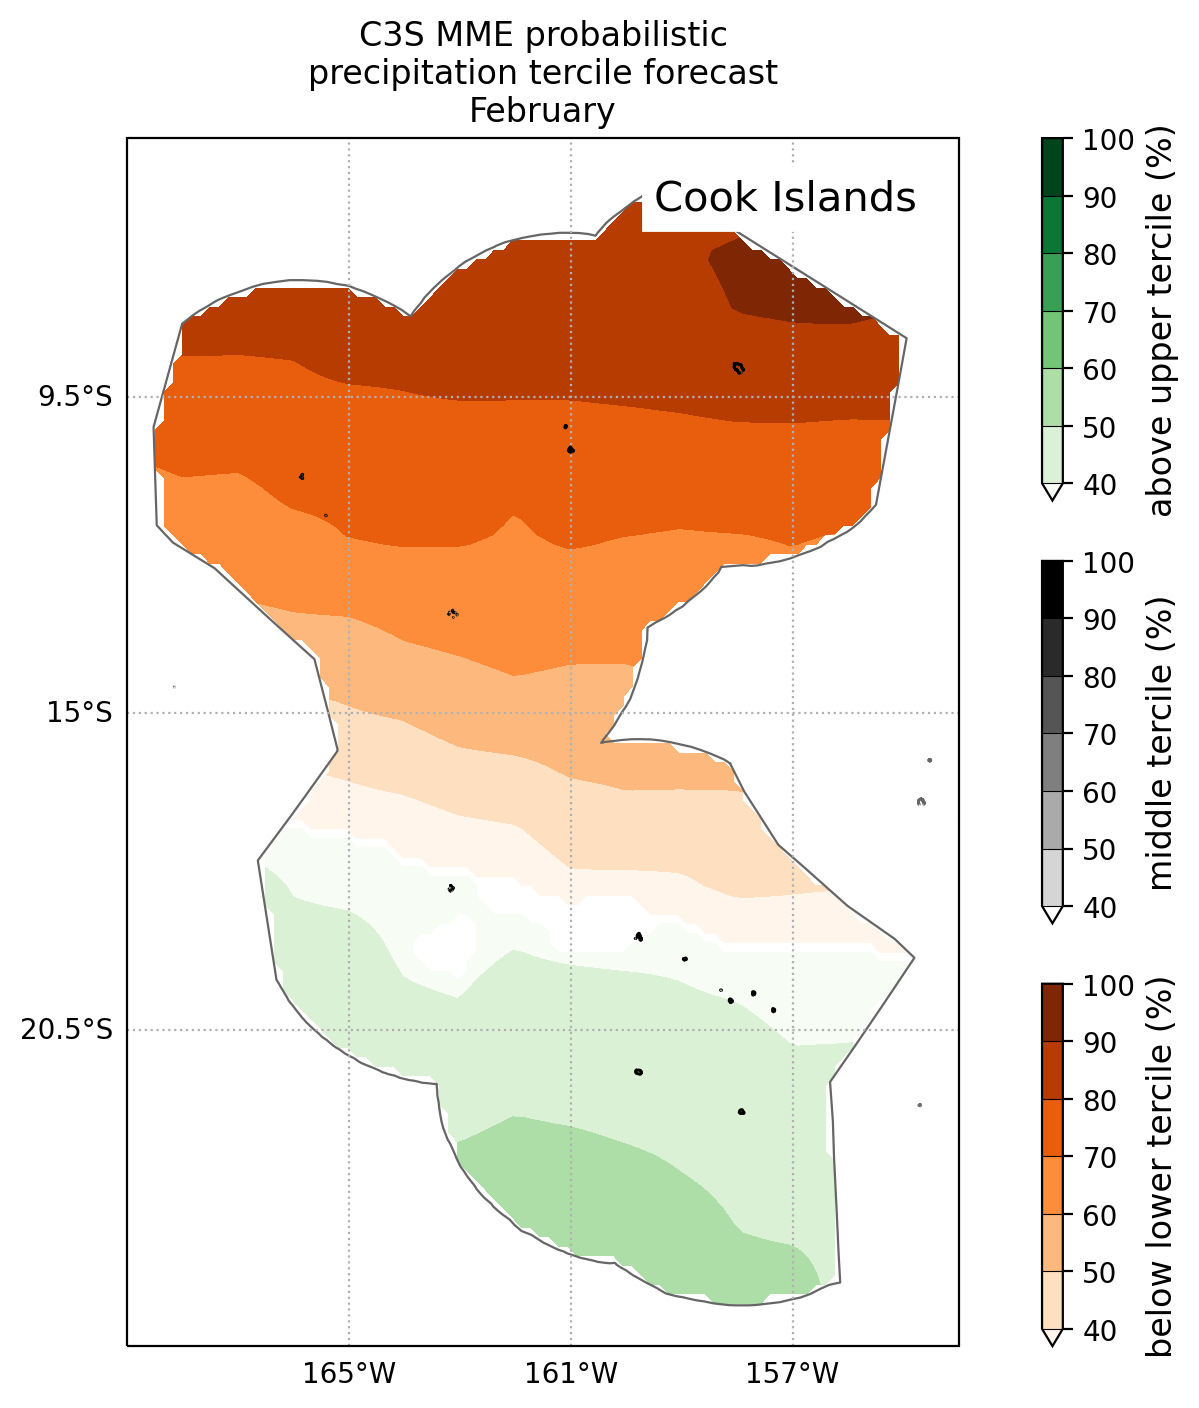 C3S MME probabilistic
precipitation tercile forecast
February
Cook Islands
9.5°S
15°S
20.5°S
165°W
161°W
157°W
100
90
80
70
60
50
40
above upper tercile (%)
100
90
80
70
60
50
40
middle tercile (%)
100
90
80
70
60
50
40
below lower tercile (%)